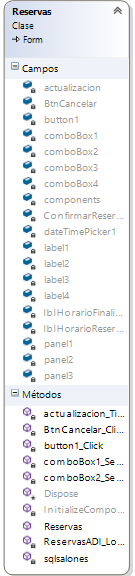 Reservas
Clase
Form
Campos
actualizacion
BtnCancelar
button1
comboBox1
comboBox2
comboBox3
comboBox4
components
ConfirmarReser...
dateTimePicker1
label1
label2
label3
label4
lblHorarioFinali...
lblHorarioReser...
panel1
panel2
panel3
Métodos
actualizacion_Ti...
BtnCancelar_Cli...
button1_Click
comboBox1_Se...
comboBox2_Se...
Dispose
InitializeCompo...
Reservas
ReservasADI_Lo...
sqlsalones